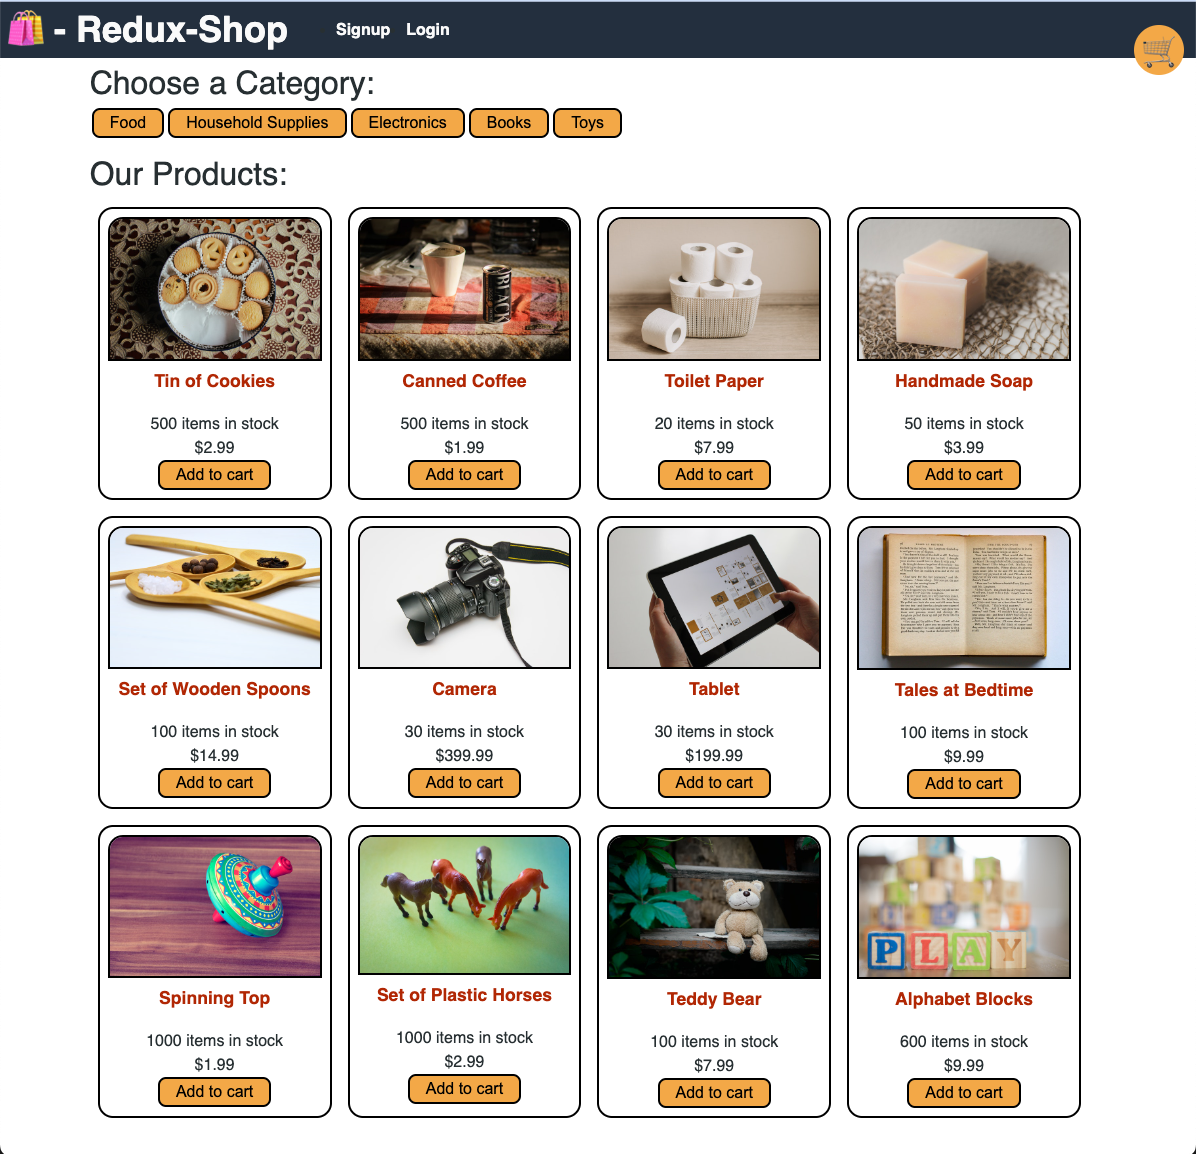 - Redux-Shop Signup Login
Choose a Category:
Food Household Supplies Electronics Books Toys
Our Products:
BLACK
Tin of Cookies Canned Coffee Toilet Paper Handmade Soap
500 items in stock 500 items in stock 20 items in stock 50 items in stock
$2.99 $1.99 $7.99 $3.99
Add to cart Add to cart Add to cart Add to cart
Set of Wooden Spoons Camera Tablet Tales at Bedtime
100 items in stock 30 items in stock 30 items in stock 100 items in stock
$14.99 $399.99 $199.99 $9.99
Add to cart Add to cart Add to cart Add to cart
PLAY
Spinning Top Set of Plastic Horses Teddy Bear Alphabet Blocks
1000 items in stock 1000 items in stock 100 items in stock 600 items in stock
$1.99 $2.99 $7.99 $9.99
Add to cart Add to cart Add to cart Add to cart